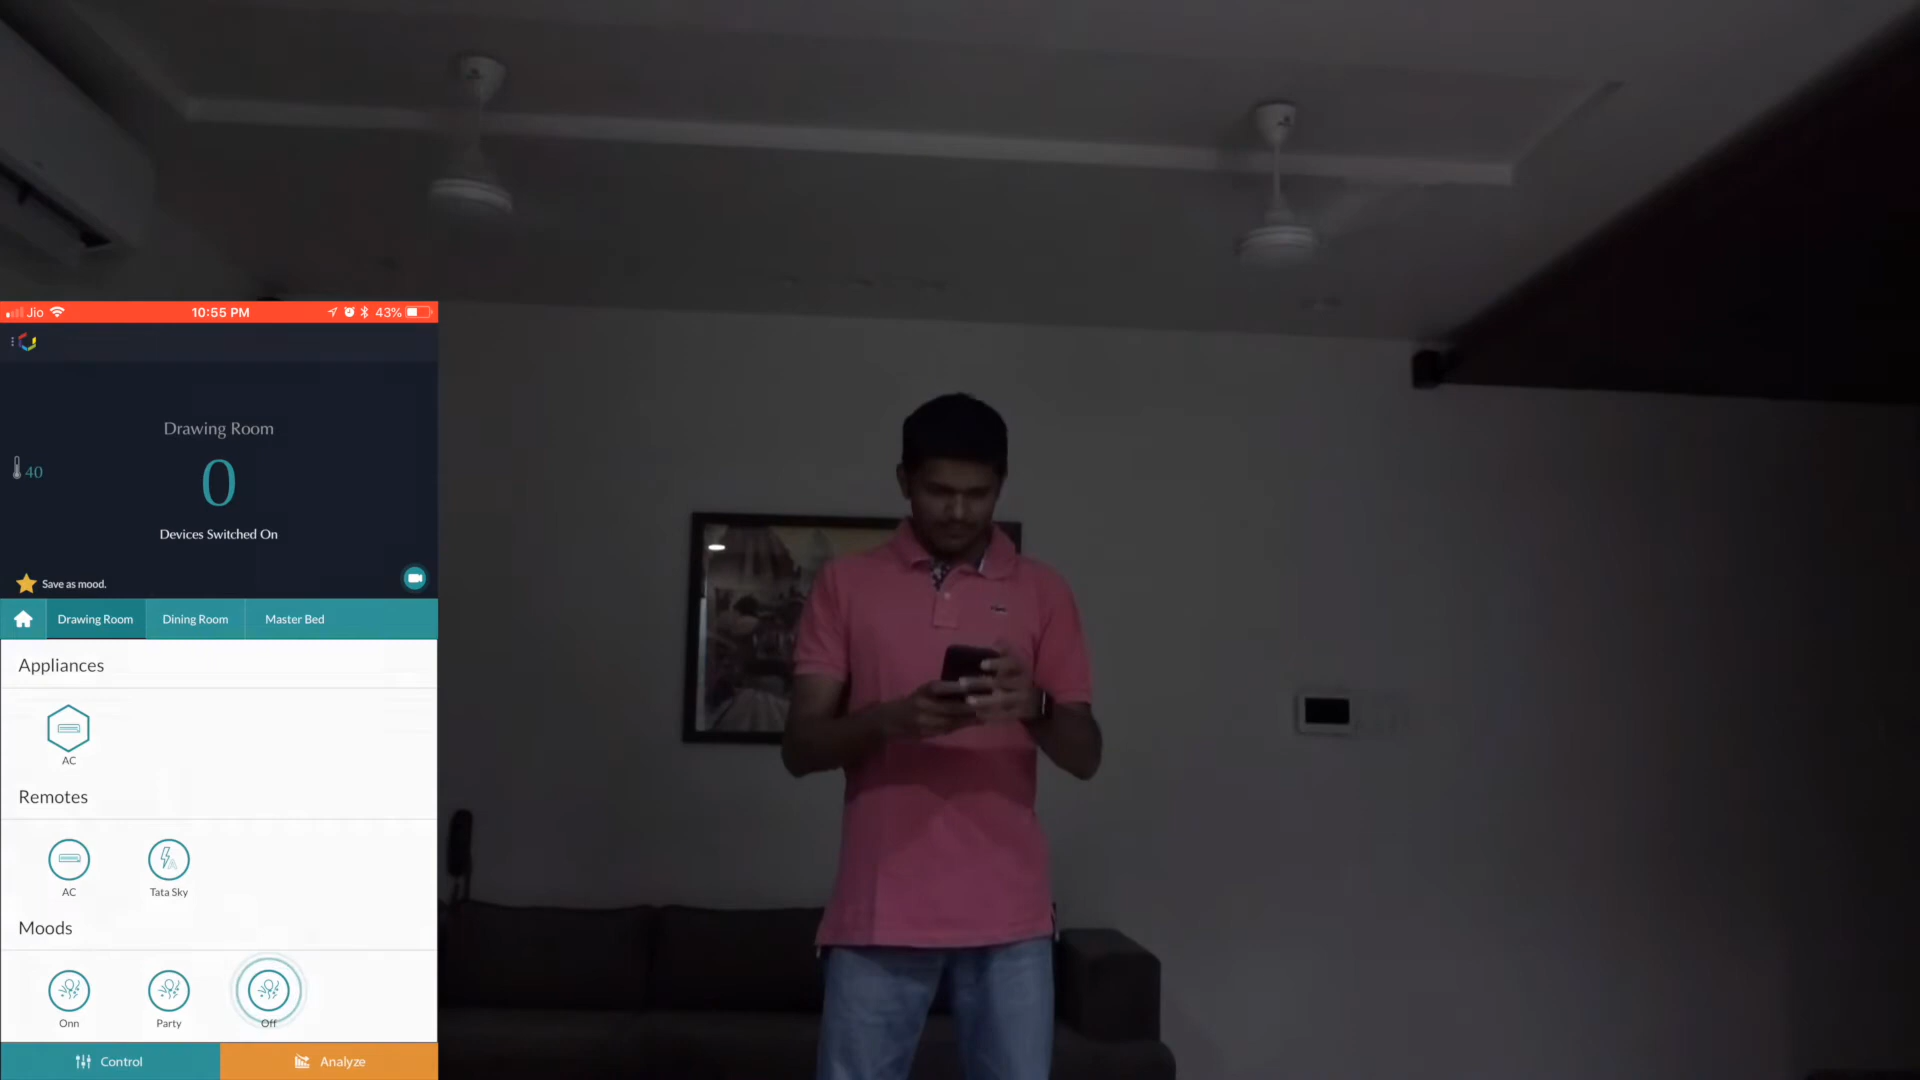 Jio
10:55 PM
43%
Drawing Room
40
0
Devices Switched On
Save as mood.
Drawing Room
Dining Room
Master Bed
Appliances
AC
Remotes
AC
Tata Sky
Moods
Onn
Party
Off
Control
Analyze